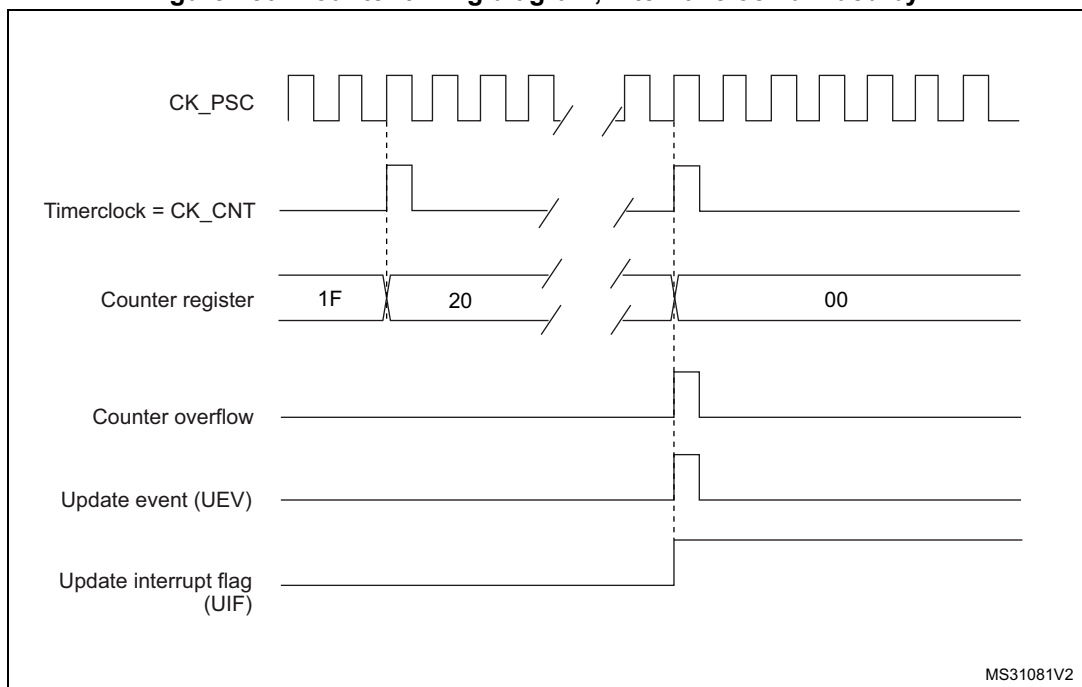 CK_PSC
Timerclock = CK_CNT
Counter register
1F
20
00
Counter overflow
Update event (UEV)
Update interrupt flag
(UIF)
MS31081V2